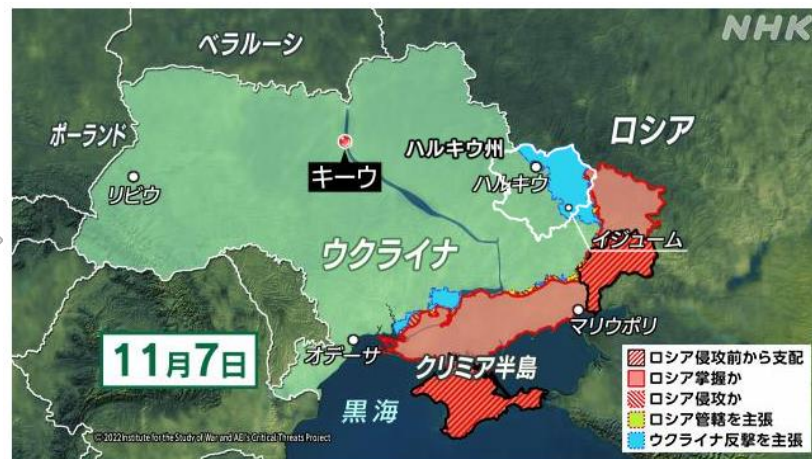 NHK
ベラルーシ
ポーランド
ロシア
ハルキウ州
キーウ
ハルキウ
リビウ
ウクライナ
イジューム
マリウポリ
オデーサ
クリミア半島
11月7日
黒海
ロシア侵攻前から支配
ロシア掌握か
ロシア侵攻か
ロシア管轄を主張
ウクライナ反撃を主張
© 2022 Institute for the Study of War and AEI's Critical Threats Project